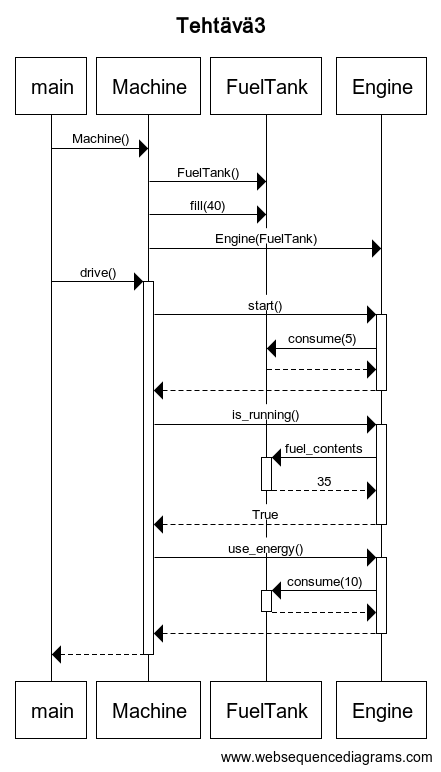 Tehtävä3
main Machine FuelTank Engine
Machine()
FuelTank()
fill(40)
Engine(FuelTank)
drive()
start()
consume(5)
is_running()
fuel_contents
35
True
use_energy()
consume(10)
main Machine FuelTank Engine
www.websequencediagrams.com